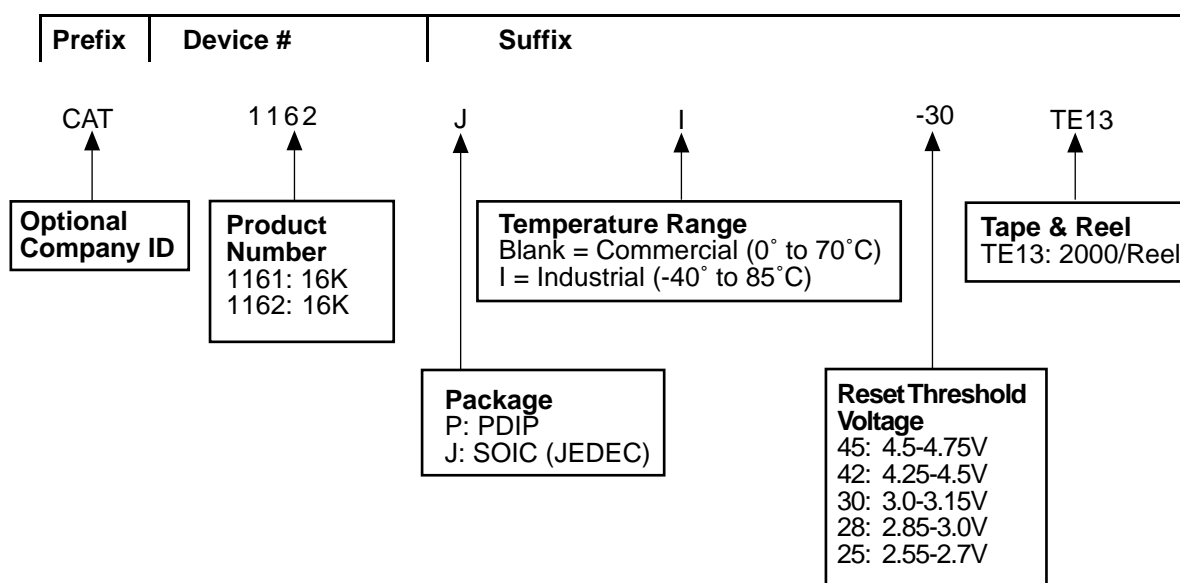 Prefix Device # Suffix
CAT 1162 J I -30 TE13
Optional
Company ID
Product
Number
1161: 16K
1162: 16K
Temperature Range
Blank = Commercial (0˚ to 70˚C)
I = Industrial (-40˚ to 85˚C)
Tape & Reel
TE13: 2000/Reel
Package
P: PDIP
J: SOIC (JEDEC)
Reset Threshold
Voltage
45: 4.5-4.75V
42: 4.25-4.5V
30: 3.0-3.15V
28: 2.85-3.0V
25: 2.55-2.7V